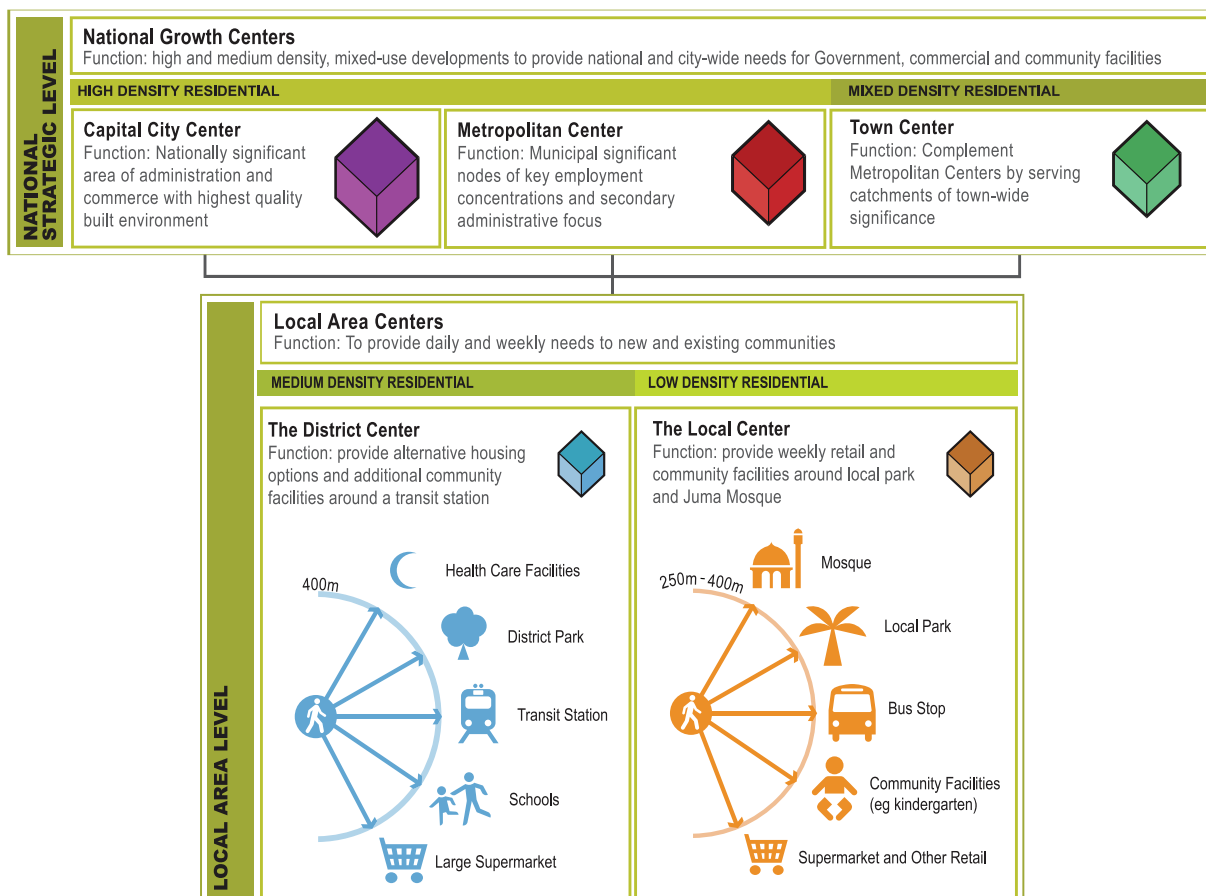 NATIONAL
STRATEGIC LEVEL
National Growth Centers
Function: high and medium density, mixed-use developments to provide national and city-wide needs for Government, commercial and community facilities
HIGH DENSITY RESIDENTIAL
MIXED DENSITY RESIDENTIAL
Capital City Center
Function: Nationally significant
area of administration and
commerce with highest quality
built environment
Metropolitan Center
Function: Municipal significant
nodes of key employment
concentrations and secondary
administrative focus
Town Center
Function: Complement
Metropolitan Centers by serving
catchments of town-wide
significance
LOCAL AREA LEVEL
Local Area Centers
Function: To provide daily and weekly needs to new and existing communities
MEDIUM DENSITY RESIDENTIAL
LOW DENSITY RESIDENTIAL
The District Center
Function: provide alternative housing
options and additional community
facilities around a transit station
400m
Health Care Facilities
District Park
Transit Station
Schools
Large Supermarket
The Local Center
Function: provide weekly retail and
community facilities around local park
and Juma Mosque
250m - 400m
Mosque
Local Park
Bus Stop
Community Facilities
(eg kindergarten)
Supermarket and Other Retail